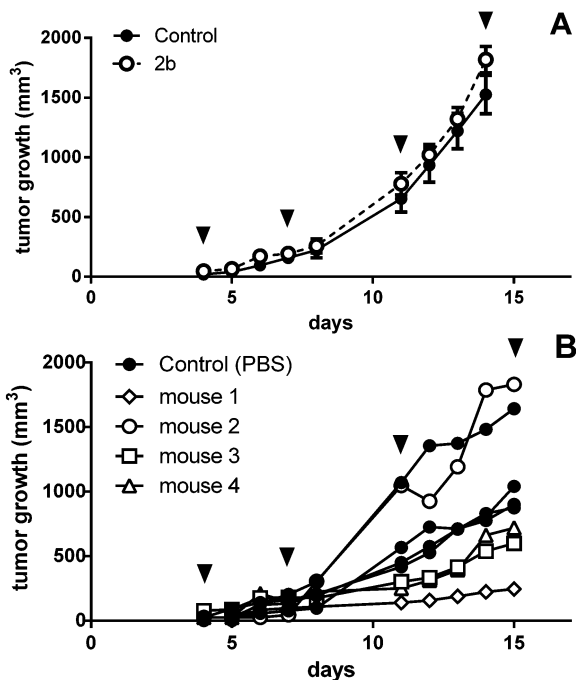 A
2000
Control
2b
1500
1000
500
0
tumor growth (mm³)
0 5 10 15
days
B
2000
Control (PBS)
mouse 1
mouse 2
mouse 3
mouse 4
1500
1000
500
0
tumor growth (mm³)
0 5 10 15
days